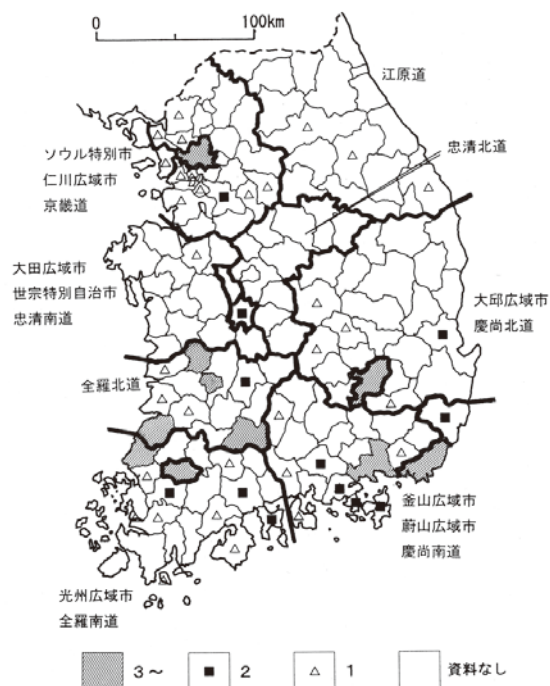 0
100km
江原道
忠清北道
ソウル特別市
仁川広域市
京畿道
大田広域市
世宗特別自治市
忠清南道
大邱広域市
慶尚北道
全羅北道
釜山広域市
蔚山広域市
慶尚南道
光州広域市
全羅南道
3～
2
1
資料なし